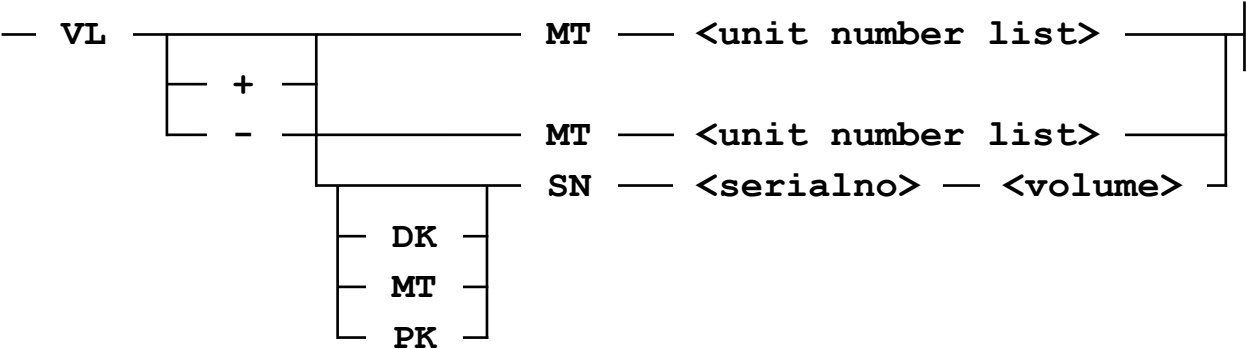 VL MT <unit number list>
+
- MT <unit number list>
SN <serialno> <volume>
DK
MT
PK